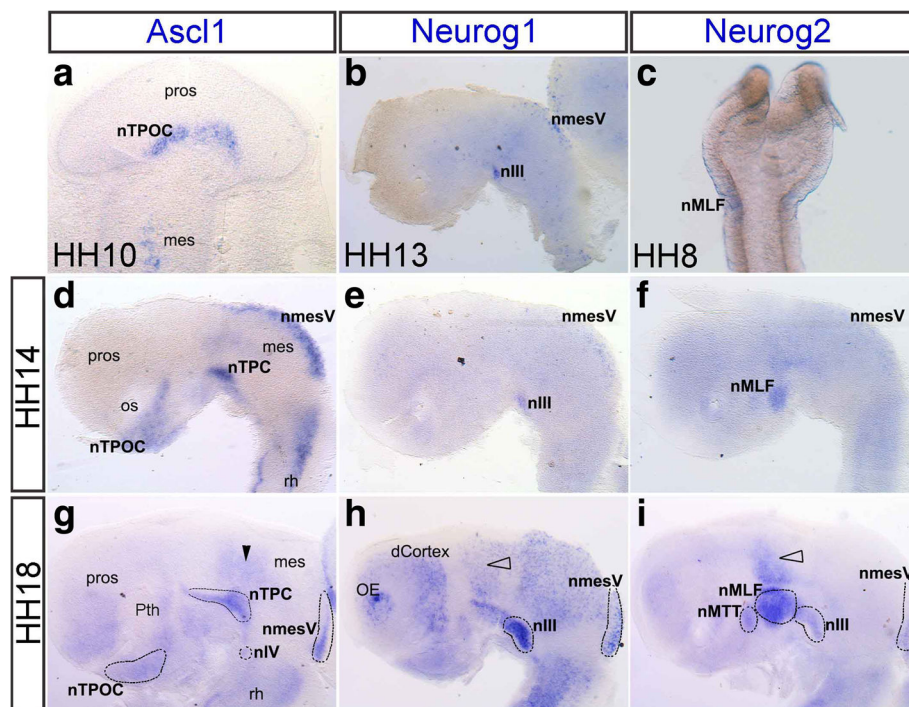 Ascl1
Neurog1
Neurog2
a
pros
nTPOC
mes
HH10
b
nmesV
nIII
HH13
c
nMLF
HH8
HH14
d
nmesV
pros
mes
nTPC
os
nTPOC
rh
e
nmesV
nIII
f
nmesV
nMLF
HH18
g
mes
pros
nTPC
Pth
nmesV
nIV
nTPOC
rh
h
dCortex
OE
nmesV
nIII
i
nmesV
nMLF
nMTT
nIII